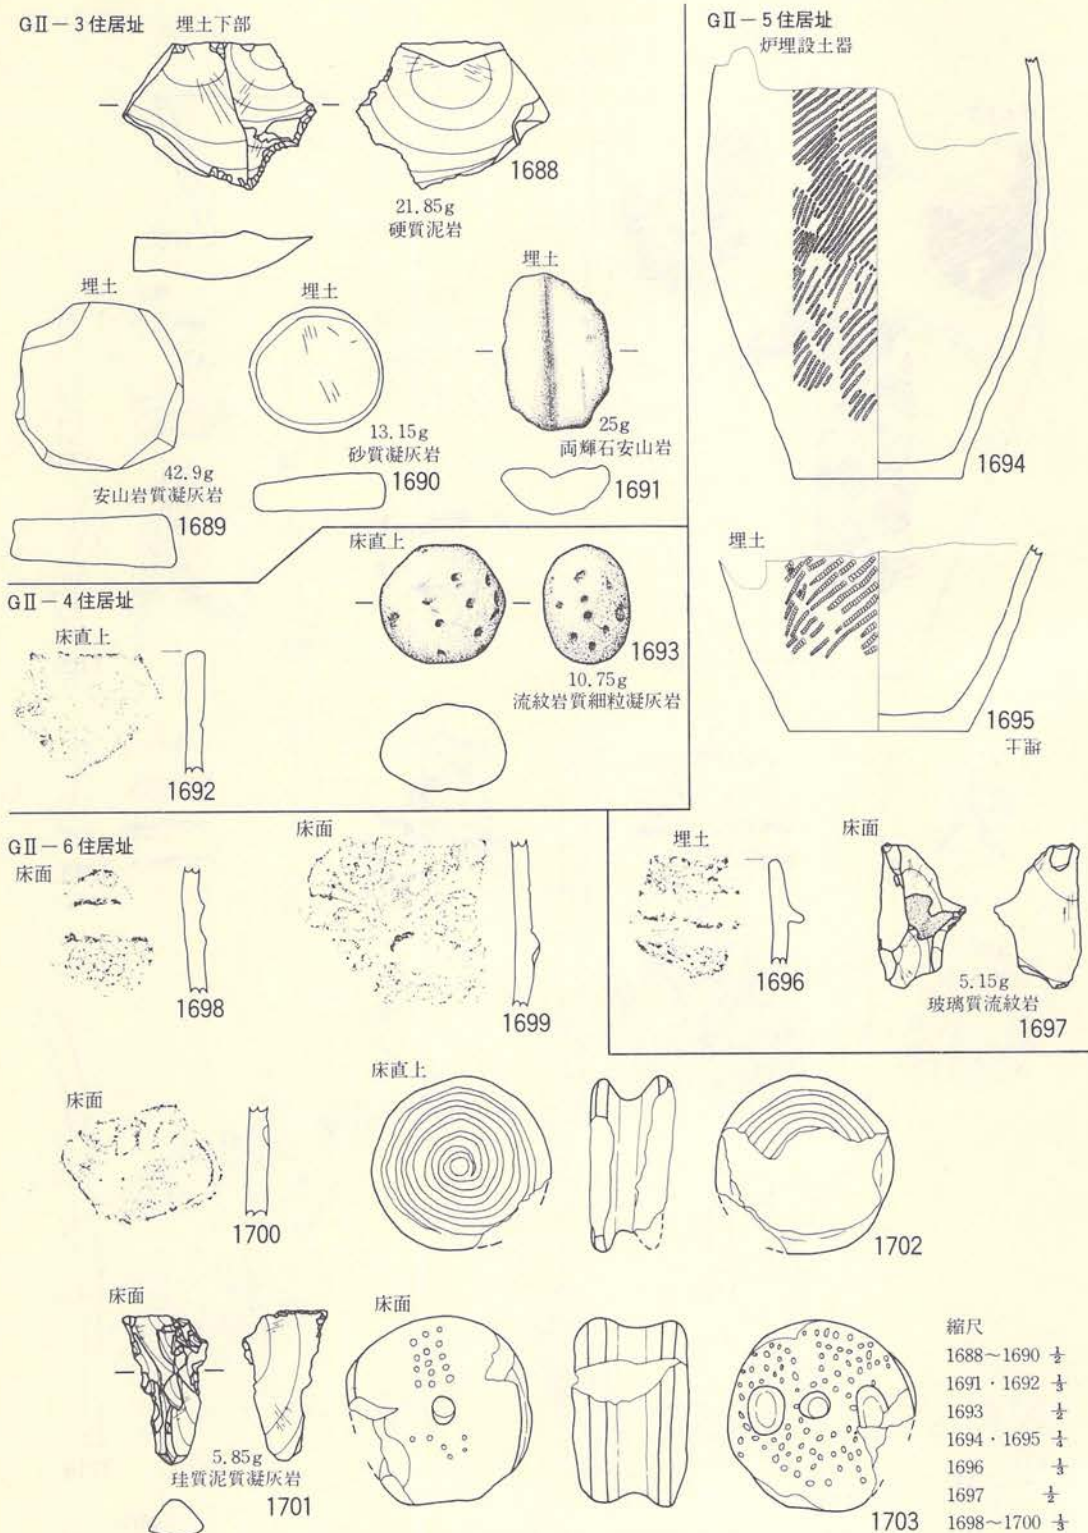 GⅡ－3住居址　埋土下部
1688
21.85g
硬質泥岩
埋土
42.9g
安山岩質凝灰岩
1689
埋土
13.15g
砂質凝灰岩
1690
埋土
25g
両輝石安山岩
1691
GⅡ－4住居址
床直上
1692
床直上
1693
10.75g
流紋岩質細粒凝灰岩
GⅡ－5住居址
炉埋設土器
1694
埋土
1695
埋土
埋土
1696
床面
5.15g
玻璃質流紋岩
1697
GⅡ－6住居址
床面
1698
床面
1699
床面
1700
床直上
1702
床面
5.85g
珪質泥質凝灰岩
1701
床面
1703
縮尺
1688～1690 ½
1691・1692 ⅓
1693 ½
1694・1695 ¼
1696 ⅓
1697 ½
1698～1700 ⅓